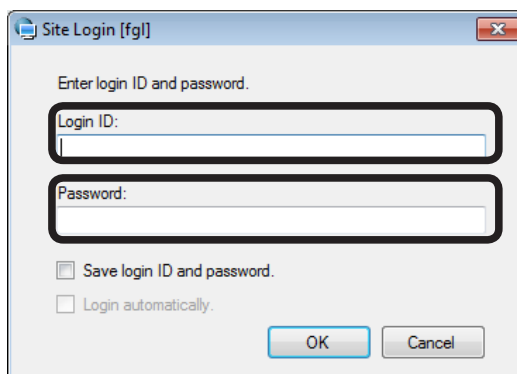 Site Login [fgl]
Enter login ID and password.
Login ID:
Password:
Save login ID and password.
Login automatically.
OK Cancel